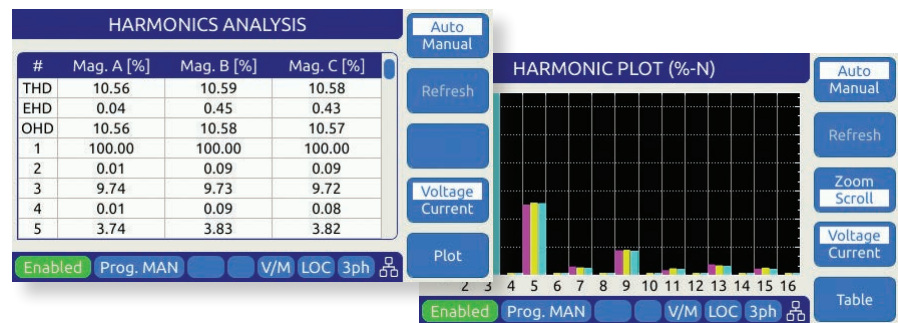 HARMONICS ANALYSIS
Auto
Manual
# Mag. A [%] Mag. B [%] Mag. C [%]
THD 10.56 10.59 10.58
EHD 0.04 0.45 0.43
OHD 10.56 10.58 10.57
1 100.00 100.00 100.00
2 0.01 0.09 0.09
3 9.74 9.73 9.72
4 0.01 0.09 0.08
5 3.74 3.83 3.82
Refresh
Voltage
Current
Plot
Enabled Prog. MAN V/M LOC 3ph
HARMONIC PLOT (%-N)
Auto
Manual
Refresh
Zoom
Scroll
Voltage
Current
Table
2 3 4 5 6 7 8 9 10 11 12 13 14 15 16
Enabled Prog. MAN V/M LOC 3ph